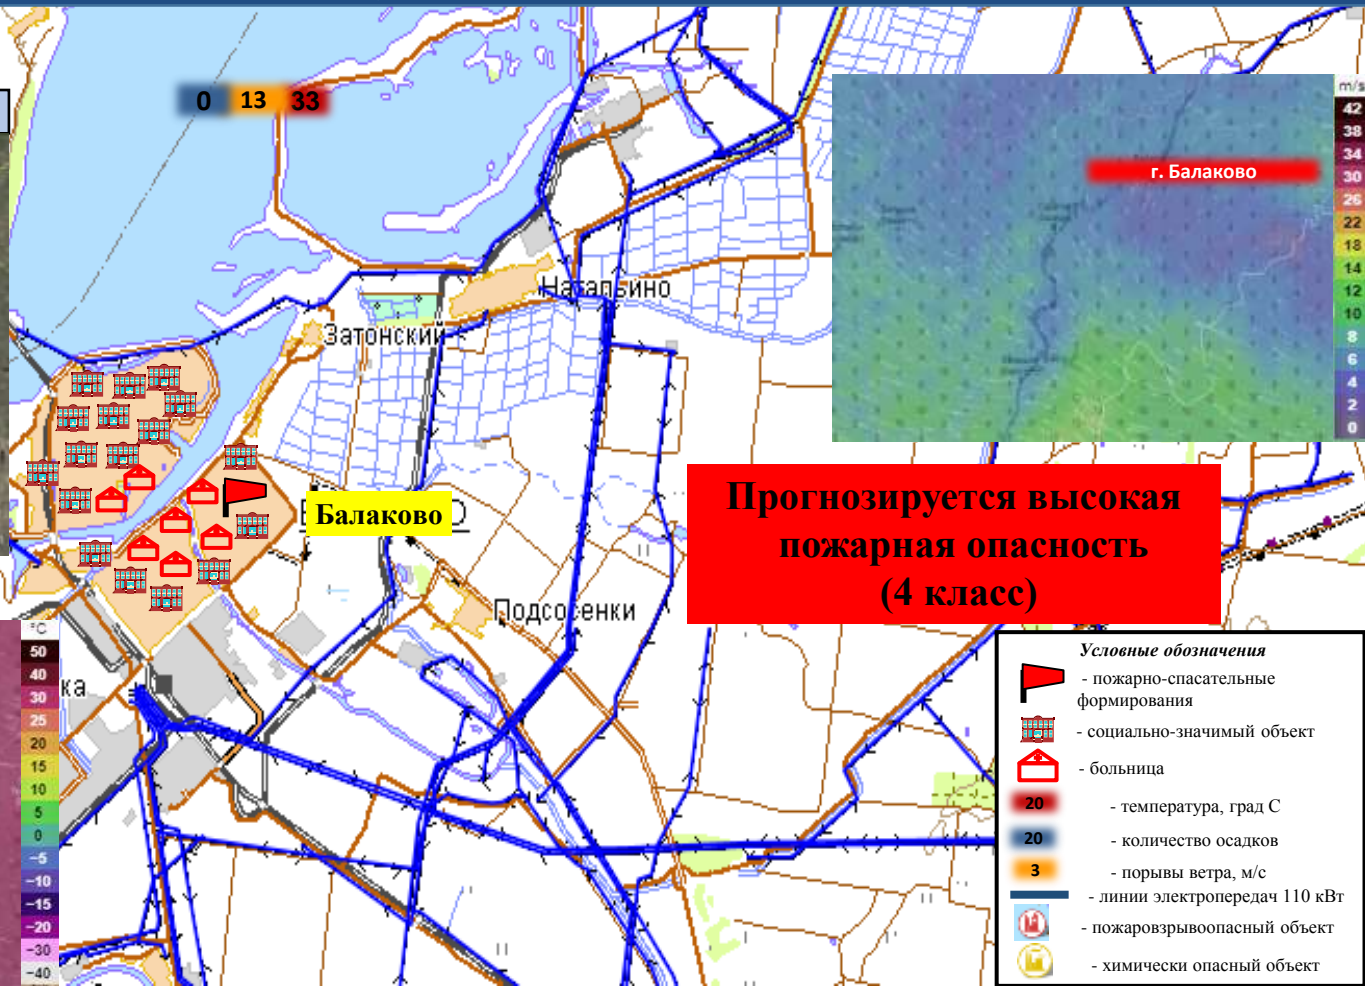 0 13 33
m/s
42
38
34
30
26
22
18
14
12
10
8
6
4
2
0
г. Балаково
Натальино
Затонский
Балаково
Прогнозируется высокая
пожарная опасность
(4 класс)
Подсосенки
ка
°C
50
40
30
25
20
15
10
5
0
−5
−10
−15
−20
−30
−40
Условные обозначения
- пожарно-спасательные
формирования
- социально-значимый объект
- больница
20 - температура, град С
20 - количество осадков
3 - порывы ветра, м/с
- линии электропередач 110 кВт
- пожаровзрывоопасный объект
- химически опасный объект